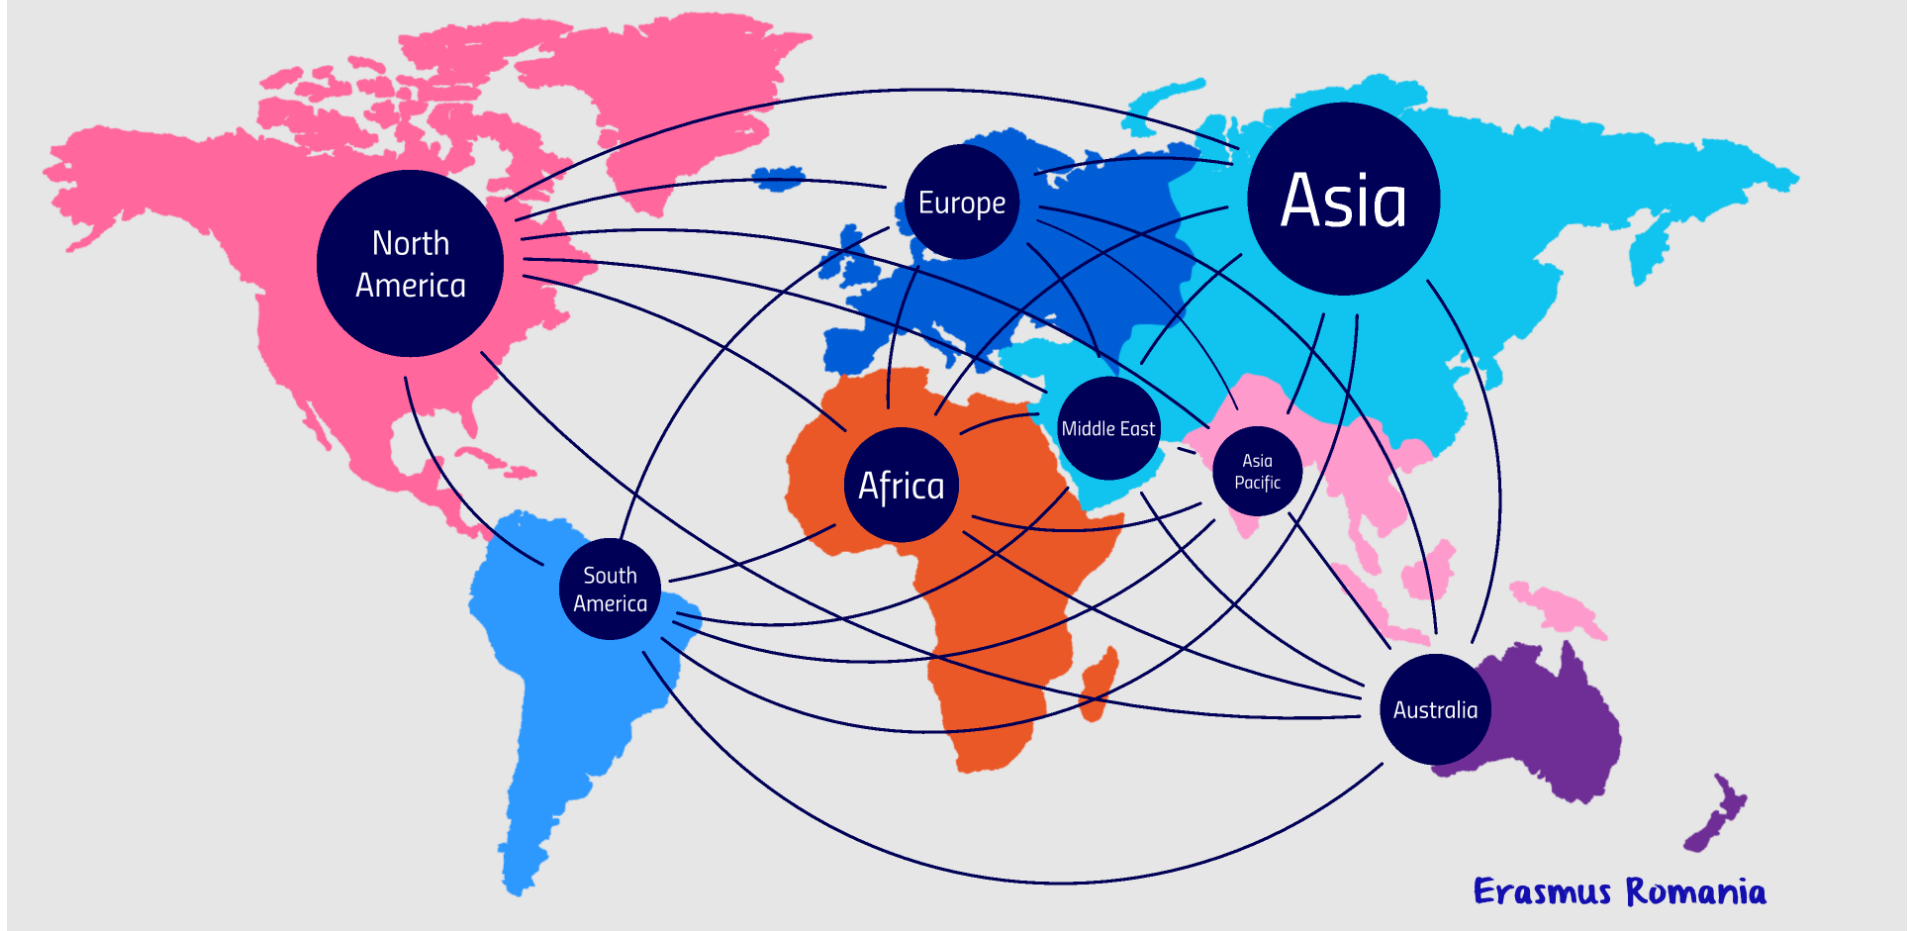 North
America
Europe
Asia
Middle East
Asia
Pacific
Africa
South
America
Australia
Erasmus Romania